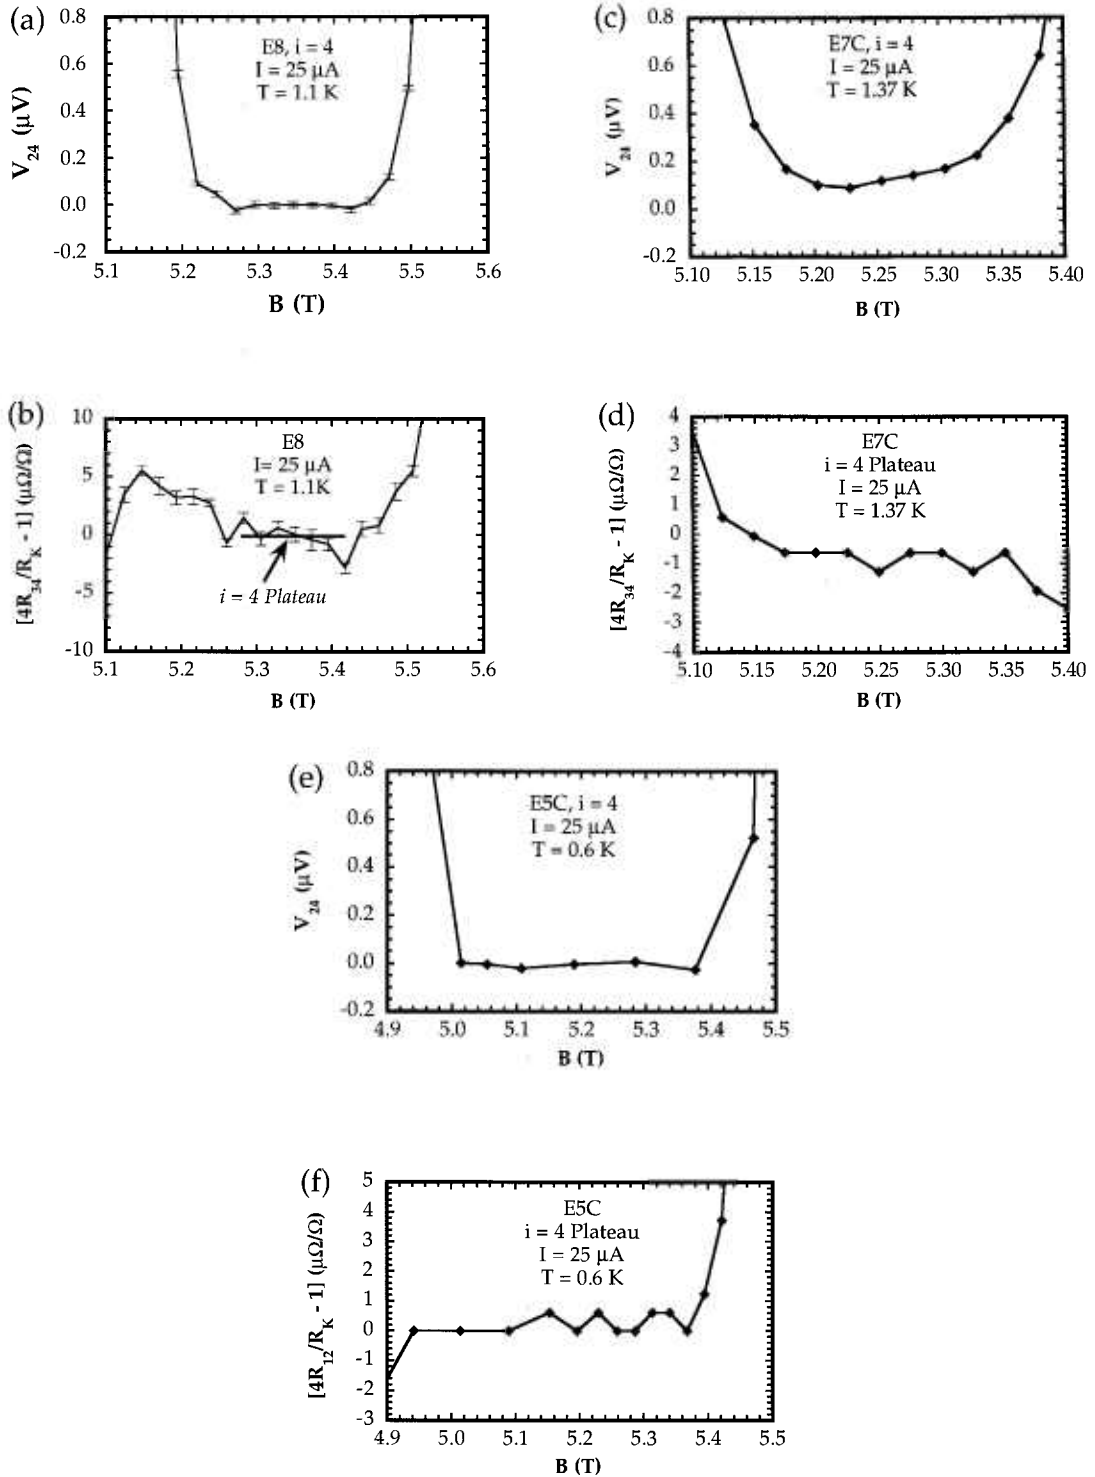 (a)
0.8
0.6
0.4
0.2
0.0
-0.2
V24 (μV)
E8, i = 4
I = 25 μA
T = 1.1 K
5.1 5.2 5.3 5.4 5.5 5.6
B (T)
(c)
0.8
0.6
0.4
0.2
0.0
-0.2
V24 (μV)
E7C, i = 4
I = 25 μA
T = 1.37 K
5.10 5.15 5.20 5.25 5.30 5.35 5.40
B (T)
(b)
10
5
0
-5
-10
[4R34/RK - 1] (μΩ/Ω)
E8
I= 25 μA
T = 1.1K
i = 4 Plateau
5.1 5.2 5.3 5.4 5.5 5.6
B (T)
(d)
4
3
2
1
0
-1
-2
-3
-4
[4R34/RK - 1] (μΩ/Ω)
E7C
i = 4 Plateau
I = 25 μA
T = 1.37 K
5.10 5.15 5.20 5.25 5.30 5.35 5.40
B (T)
(e)
0.8
0.6
0.4
0.2
0.0
-0.2
V24 (μV)
E5C, i = 4
I = 25 μA
T = 0.6 K
4.9 5.0 5.1 5.2 5.3 5.4 5.5
B (T)
(f)
5
4
3
2
1
0
-1
-2
-3
[4R12/RK - 1] (μΩ/Ω)
E5C
i = 4 Plateau
I = 25 μA
T = 0.6 K
4.9 5.0 5.1 5.2 5.3 5.4 5.5
B (T)